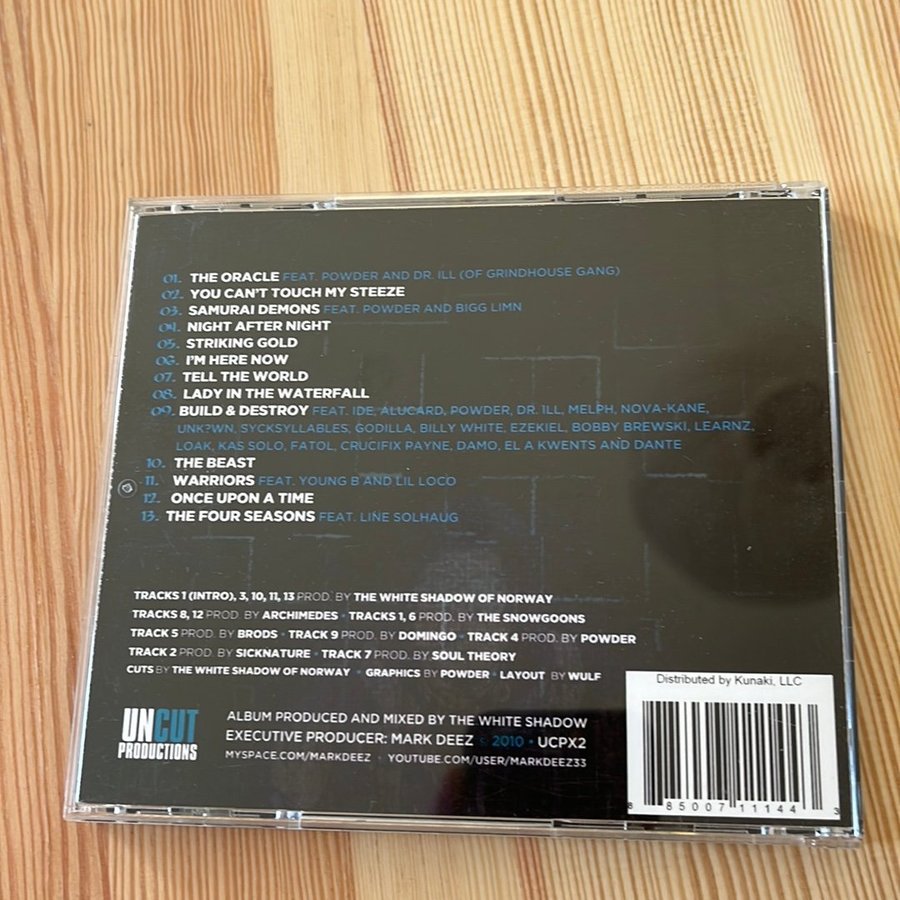 01. THE ORACLE FEAT. POWDER AND DR. ILL (OF GRINDHOUSE GANG)
02. YOU CAN'T TOUCH MY STEEZE
03. SAMURAI DEMONS FEAT. POWDER AND BIGG LIMN
04. NIGHT AFTER NIGHT
05. STRIKING GOLD
06. I'M HERE NOW
07. TELL THE WORLD
08. LADY IN THE WATERFALL
09. BUILD & DESTROY FEAT. IDE, ALUCARD, POWDER, DR. ILL, MELPH, NOVA-KANE,
UNK?WN, SYCKSYLLABLES, GODILLA, BILLY WHITE, EZEKIEL, BOBBY BREWSKI, LEARNZ,
LOAK, KAS SOLO, FATOL, CRUCIFIX PAYNE, DAMO, EL A KWENTS AND DANTE
10. THE BEAST
11. WARRIORS FEAT. YOUNG B AND LIL LOCO
12. ONCE UPON A TIME
13. THE FOUR SEASONS FEAT. LINE SOLHAUG
TRACKS 1 (INTRO), 3, 10, 11, 13 PROD. BY THE WHITE SHADOW OF NORWAY
TRACKS 8, 12 PROD. BY ARCHIMEDES • TRACKS 1, 6 PROD. BY THE SNOWGOONS
TRACK 5 PROD. BY BRODS • TRACK 9 PROD. BY DOMINGO • TRACK 4 PROD. BY POWDER
TRACK 2 PROD. BY SICKNATURE • TRACK 7 PROD. BY SOUL THEORY
CUTS BY THE WHITE SHADOW OF NORWAY • GRAPHICS BY POWDER • LAYOUT BY WULF
UNCUT
PRODUCTIONS
ALBUM PRODUCED AND MIXED BY THE WHITE SHADOW
EXECUTIVE PRODUCER: MARK DEEZ © 2010 • UCPX2
MYSPACE.COM/MARKDEEZ • YOUTUBE.COM/USER/MARKDEEZ33
Distributed by Kunaki, LLC
8 85007 11144 3